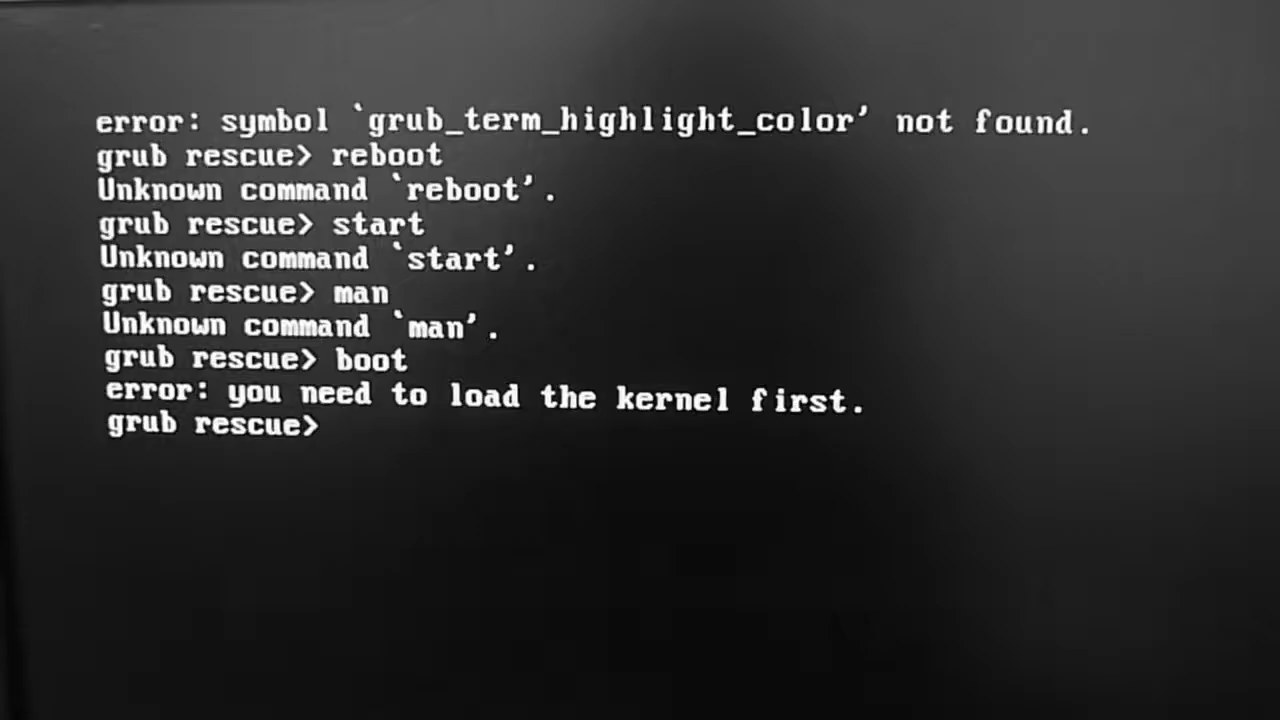 error: symbol `grub_term_highlight_color' not found.
grub rescue> reboot
Unknown command `reboot'.
grub rescue> start
Unknown command `start'.
grub rescue> man
Unknown command `man'.
grub rescue> boot
error: you need to load the kernel first.
grub rescue>